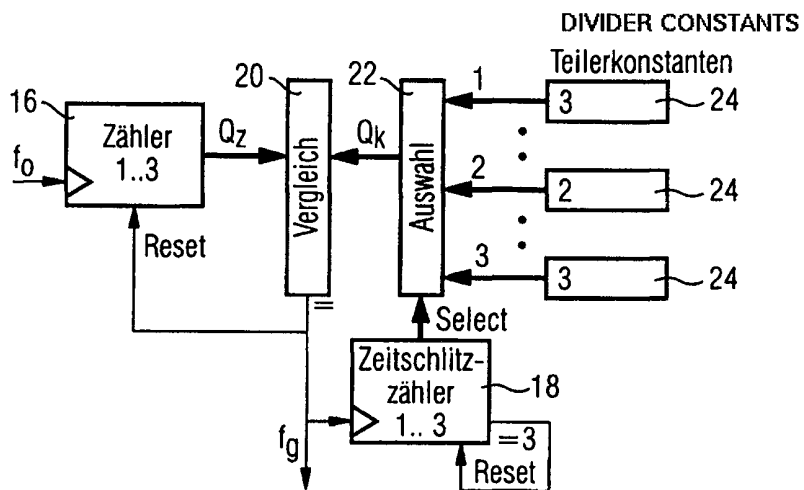 DIVIDER CONSTANTS
Teilerkonstanten
16
Zähler
1..3
fo
Reset
Qz
20
Vergleich
=
Qk
22
Auswahl
1
3
24
2
2
24
3
3
24
Select
Zeitschlitz-
zähler
1.. 3
18
=3
Reset
fg